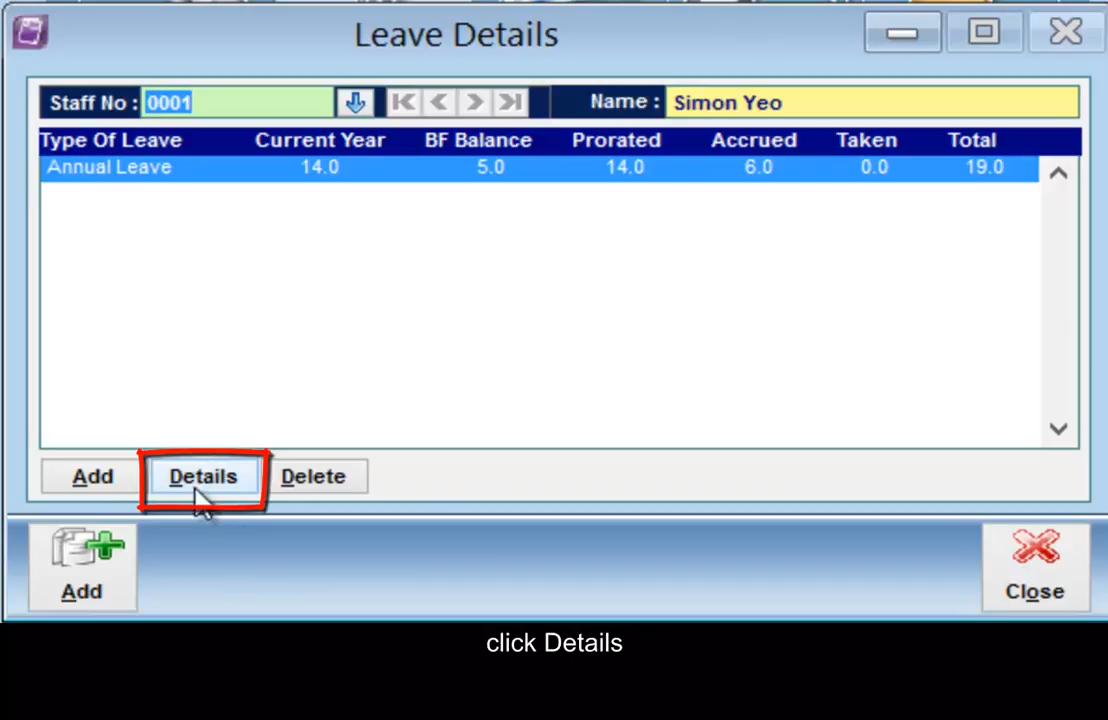 Leave Details
Staff No : 0001 Name : Simon Yeo
Type Of Leave Current Year BF Balance Prorated Accrued Taken Total
Annual Leave 14.0 5.0 14.0 6.0 0.0 19.0
Add Details Delete
Add Close
click Details